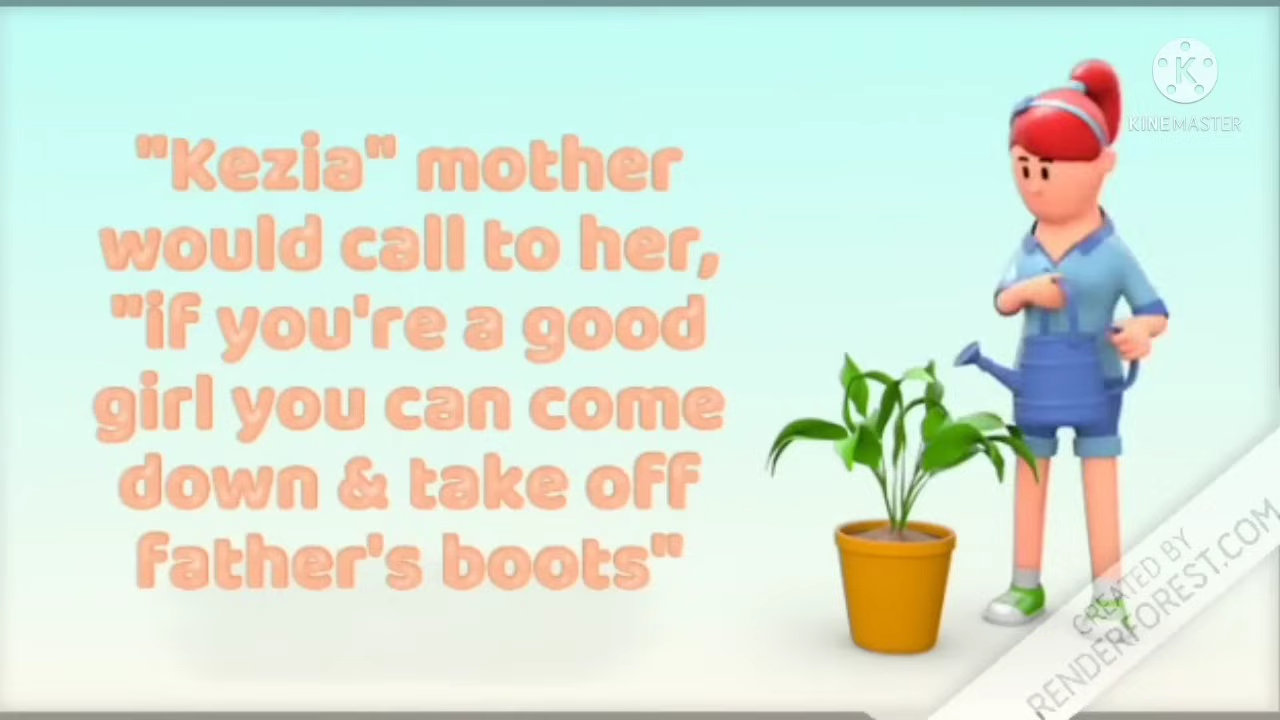 "Kezia" mother
would call to her,
"if you're a good
girl you can come
down & take off
father's boots"
K
KINEMASTER
CREATED BY
RENDERFOREST.COM